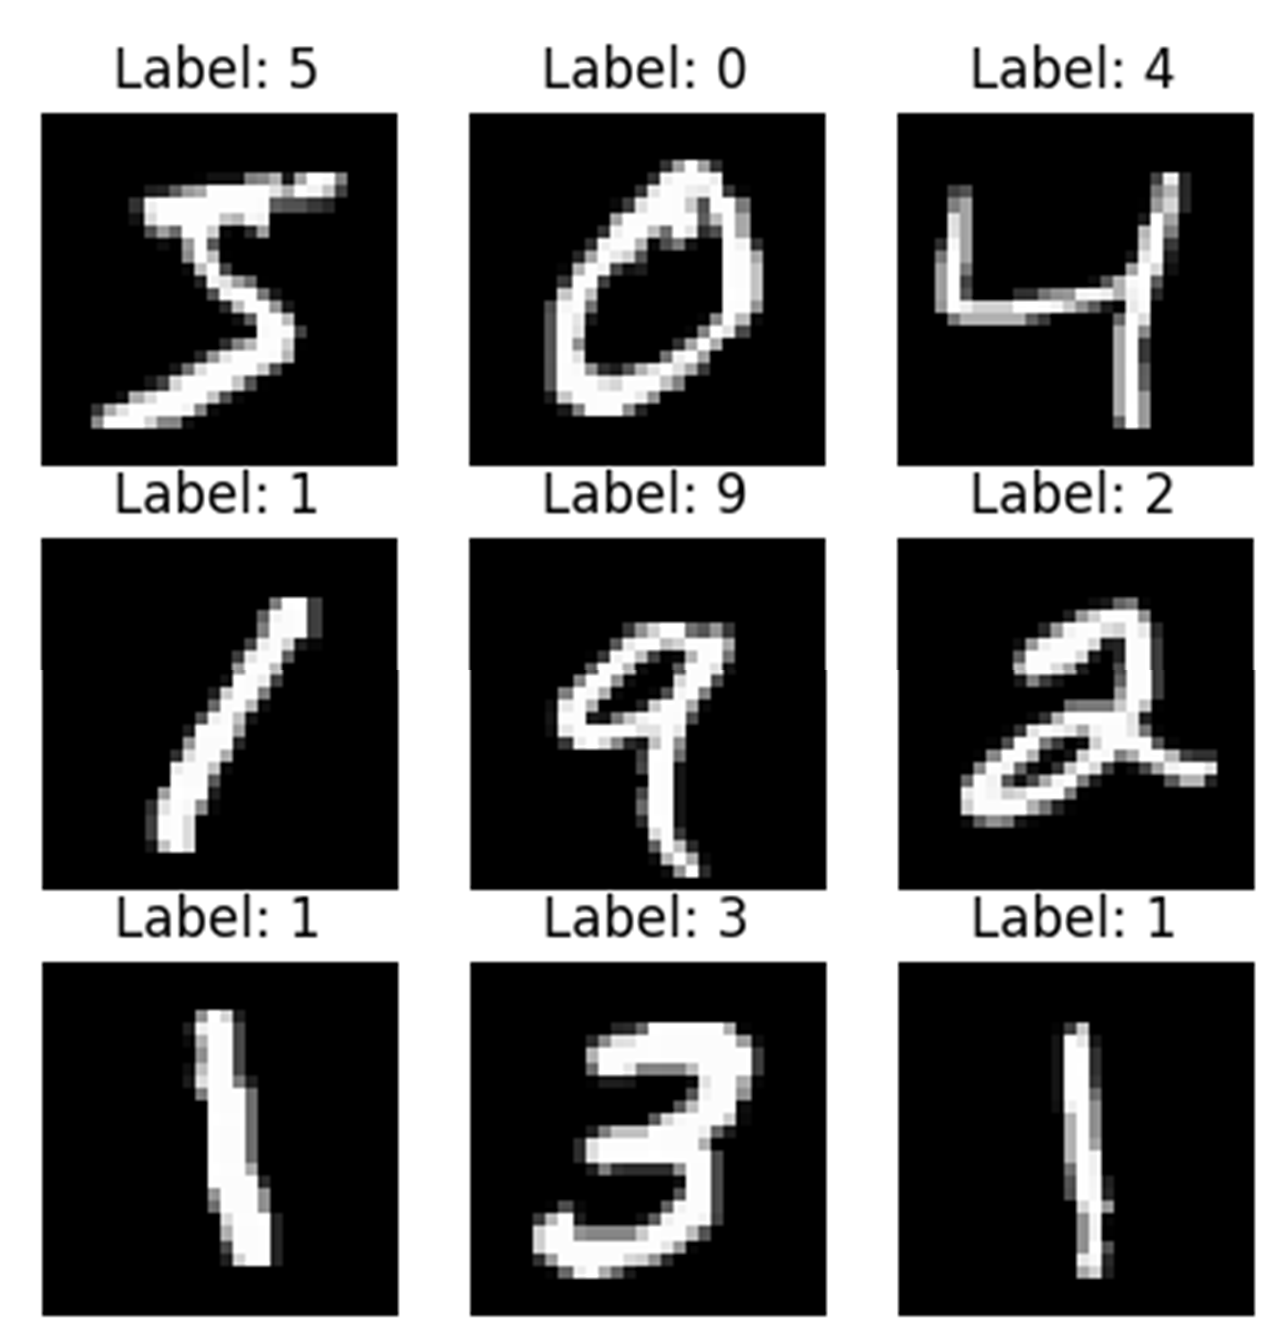 Label: 5 Label: 0 Label: 4
5 0 4
Label: 1 Label: 9 Label: 2
1 9 2
Label: 1 Label: 3 Label: 1
1 3 1